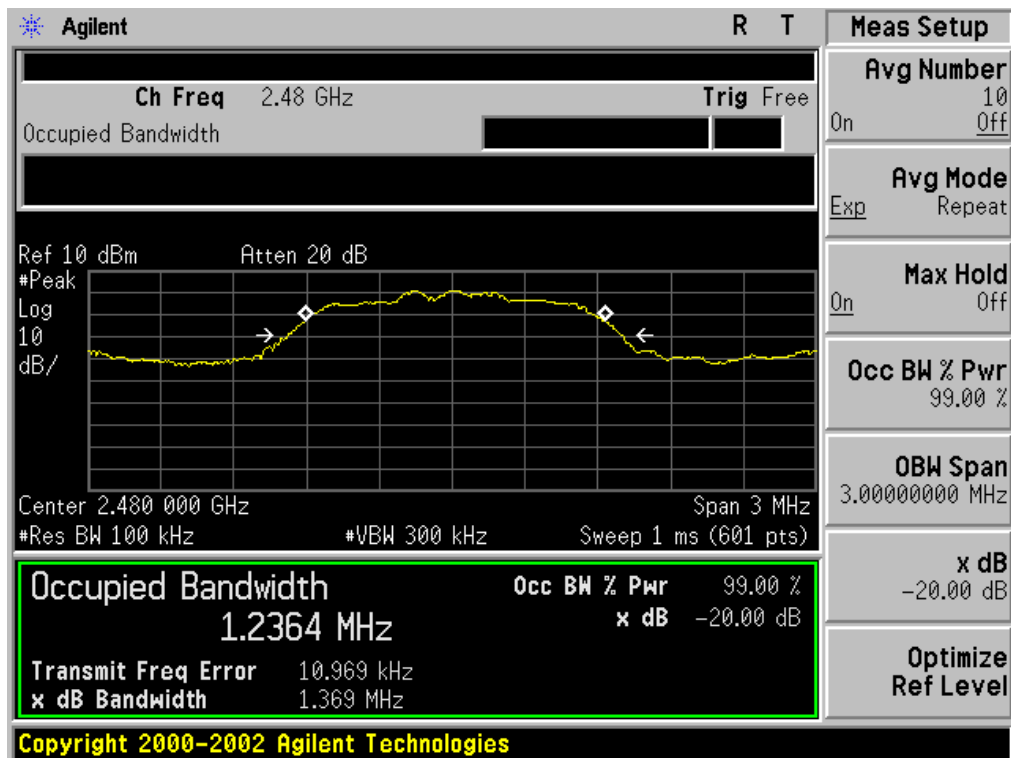 Agilent R T
Ch Freq 2.48 GHz Trig Free
Occupied Bandwidth
Ref 10 dBm Atten 20 dB
#Peak
Log
10
dB/
Center 2.480 000 GHz Span 3 MHz
#Res BW 100 kHz #VBW 300 kHz Sweep 1 ms (601 pts)
Occupied Bandwidth Occ BW % Pwr 99.00 %
1.2364 MHz x dB -20.00 dB
Transmit Freq Error 10.969 kHz
x dB Bandwidth 1.369 MHz
Copyright 2000-2002 Agilent Technologies
Meas Setup
Avg Number
10
On Off
Avg Mode
Exp Repeat
Max Hold
On Off
Occ BW % Pwr
99.00 %
OBW Span
3.00000000 MHz
x dB
-20.00 dB
Optimize
Ref Level